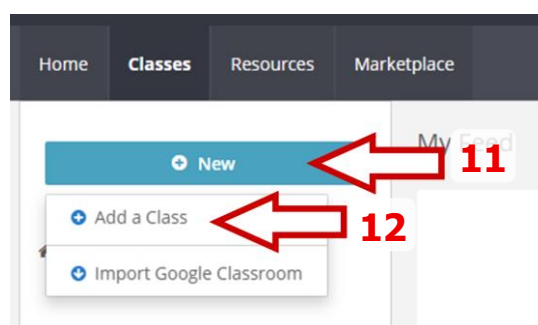 Home Classes Resources Marketplace
My Feed
New 11
Add a Class 12
Import Google Classroom